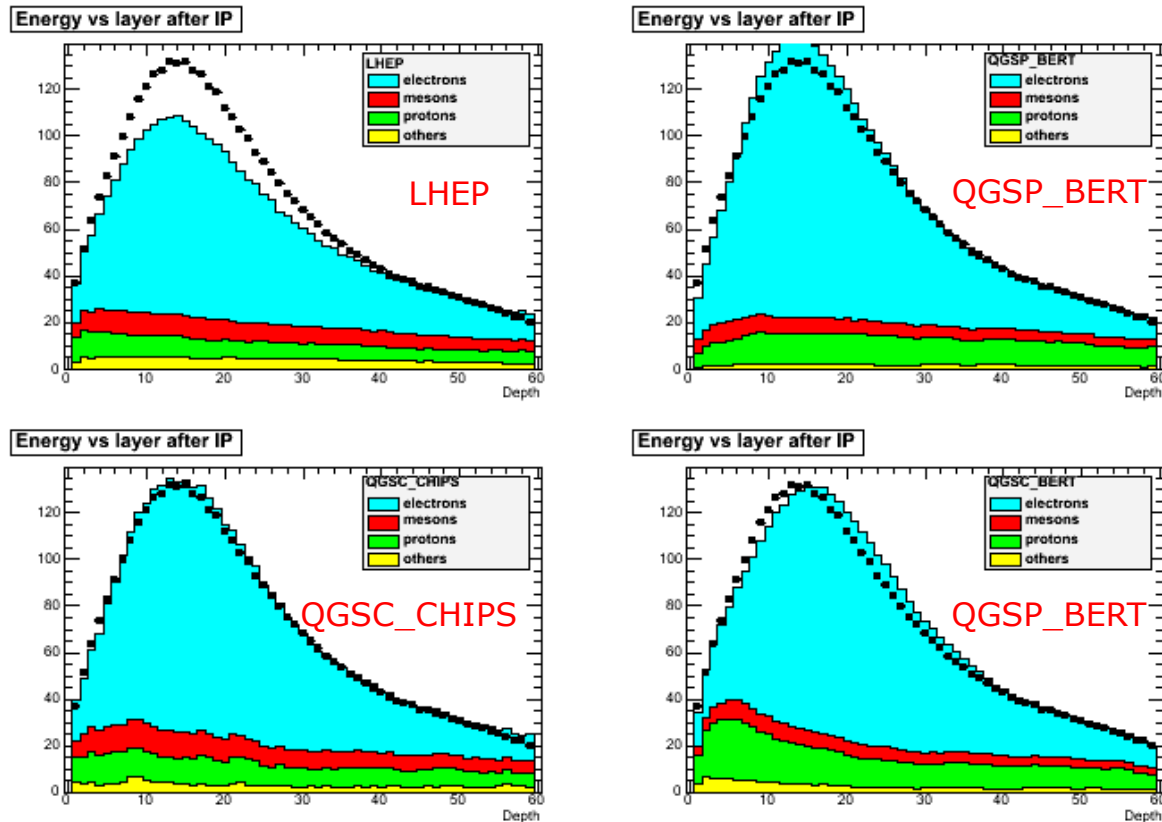 Energy vs layer after IP
LHEP
electrons
mesons
protons
others
LHEP
120
100
80
60
40
20
0
0 10 20 30 40 50 60
Depth
Energy vs layer after IP
QGSP_BERT
electrons
mesons
protons
others
QGSP_BERT
120
100
80
60
40
20
0
0 10 20 30 40 50 60
Depth
Energy vs layer after IP
QGSC_CHIPS
electrons
mesons
protons
others
QGSC_CHIPS
120
100
80
60
40
20
0
0 10 20 30 40 50 60
Depth
Energy vs layer after IP
QGSC_BERT
electrons
mesons
protons
others
QGSP_BERT
120
100
80
60
40
20
0
0 10 20 30 40 50 60
Depth